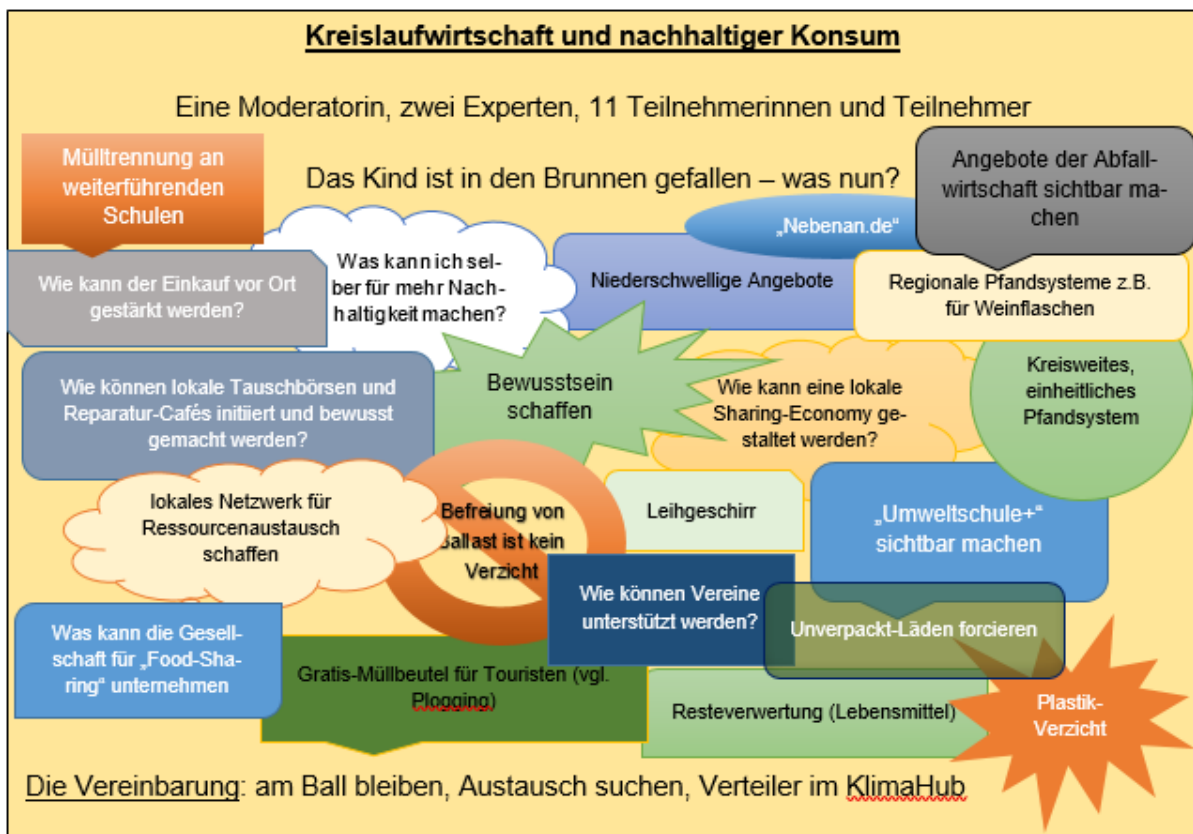 Kreislaufwirtschaft und nachhaltiger Konsum
Eine Moderatorin, zwei Experten, 11 Teilnehmerinnen und Teilnehmer
Mülltrennung an
weiterführenden
Schulen
Das Kind ist in den Brunnen gefallen – was nun?
Angebote der Abfall-
wirtschaft sichtbar ma-
chen
„Nebenan.de“
Wie kann der Einkauf vor Ort
gestärkt werden?
Was kann ich sel-
ber für mehr Nach-
haltigkeit machen?
Niederschwellige Angebote
Regionale Pfandsysteme z.B.
für Weinflaschen
Wie können lokale Tauschbörsen und
Reparatur-Cafés initiiert und bewusst
gemacht werden?
Bewusstsein
schaffen
Wie kann eine lokale
Sharing-Economy ge-
staltet werden?
Kreisweites,
einheitliches
Pfandsystem
lokales Netzwerk für
Ressourcenaustausch
schaffen
Befreiung von
Ballast ist kein
Verzicht
Leihgeschirr
„Umweltschule+“
sichtbar machen
Wie können Vereine
unterstützt werden?
Unverpackt-Läden forcieren
Was kann die Gesell-
schaft für „Food-Sha-
ring“ unternehmen
Gratis-Müllbeutel für Touristen (vgl.
Plogging)
Resteverwertung (Lebensmittel)
Plastik-
Verzicht
Die Vereinbarung: am Ball bleiben, Austausch suchen, Verteiler im KlimaHub